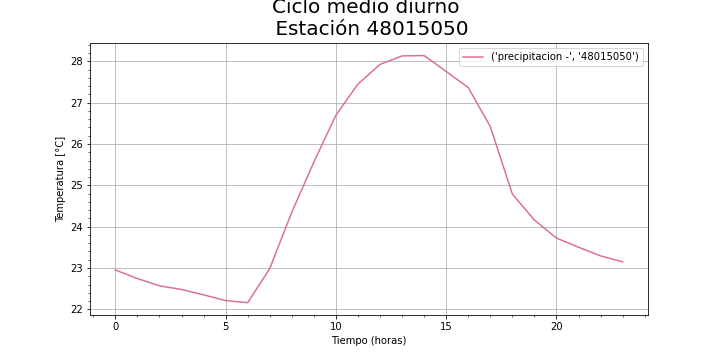 Ciclo medio diurno
Estación 48015050
('precipitacion -', '48015050')
Temperatura [°C]
28
27
26
25
24
23
22
0 5 10 15 20
Tiempo (horas)